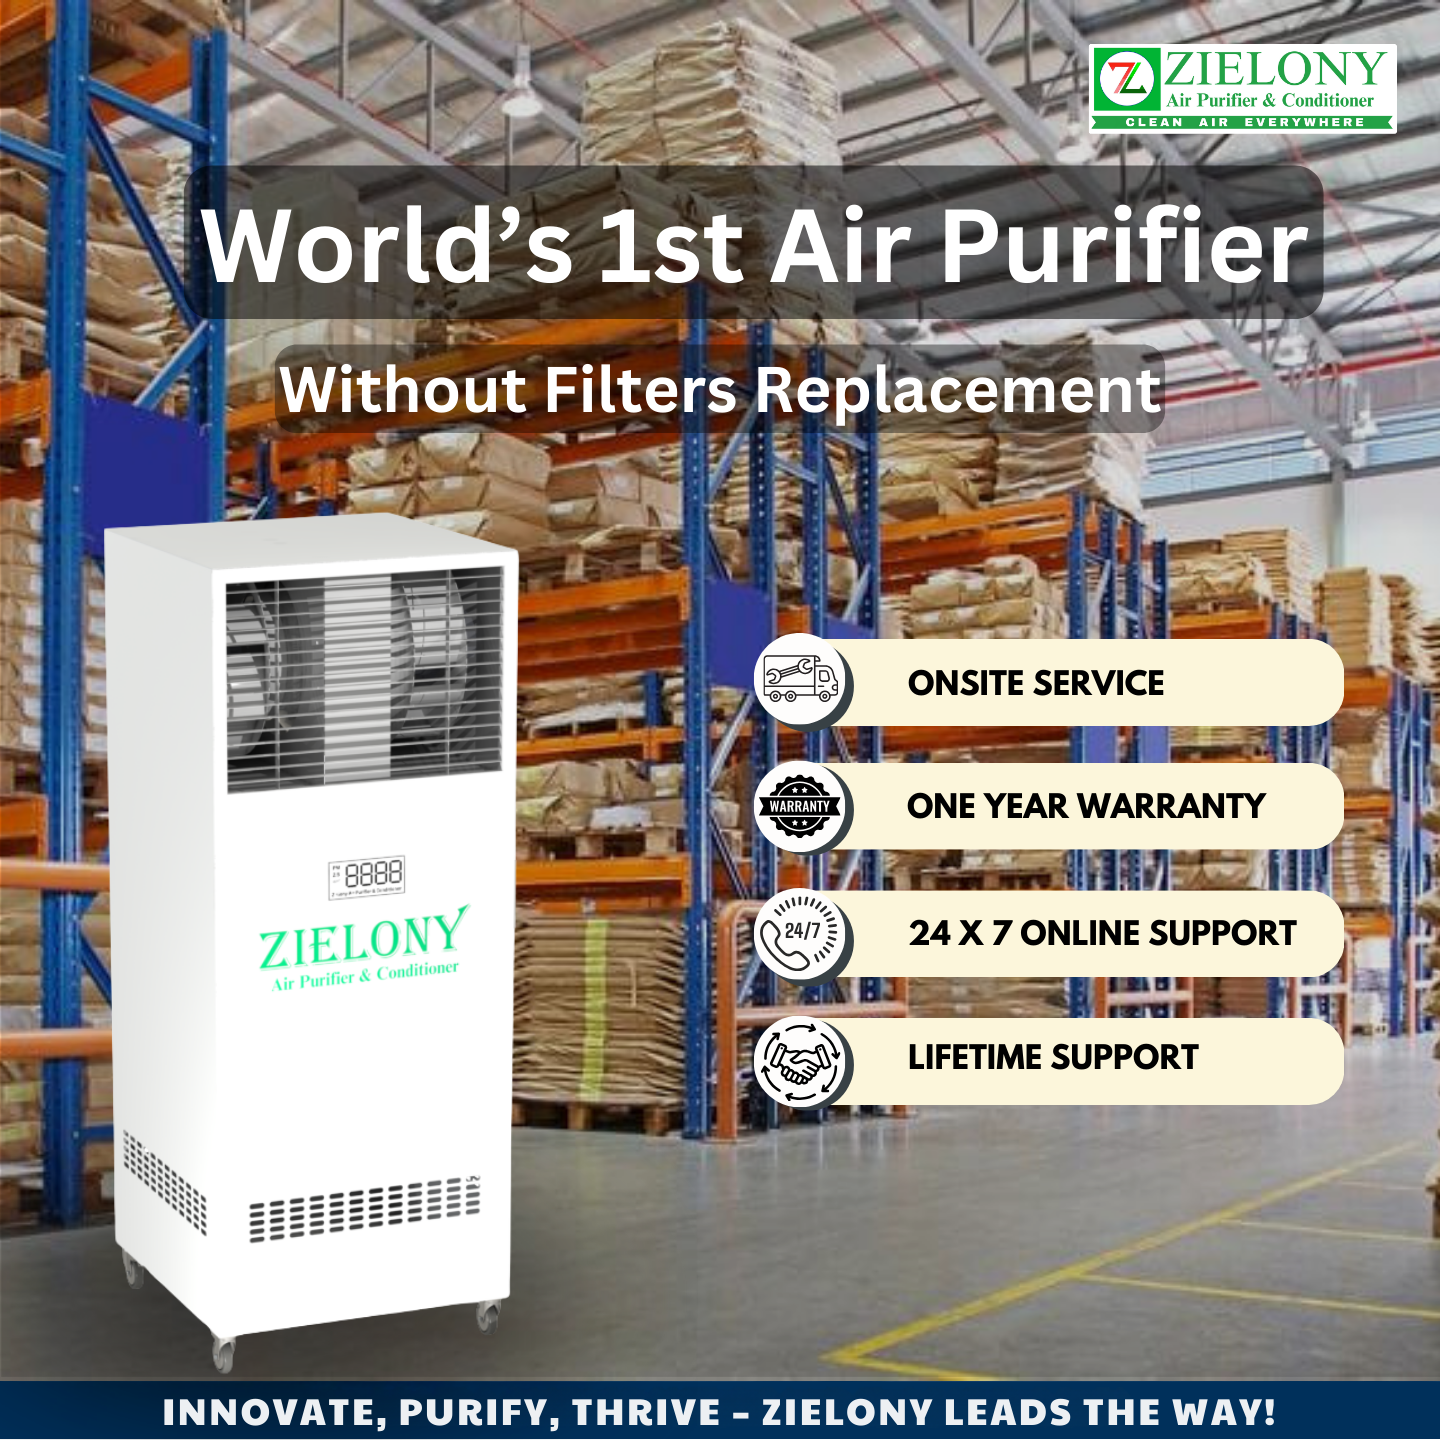 ZIELONY
Air Purifier & Conditioner
CLEAN AIR EVERYWHERE
World's 1st Air Purifier
Without Filters Replacement
ONSITE SERVICE
WARRANTY
ONE YEAR WARRANTY
24/7
24 X 7 ONLINE SUPPORT
LIFETIME SUPPORT
8888
ZIELONY
Air Purifier & Conditioner
INNOVATE, PURIFY, THRIVE – ZIELONY LEADS THE WAY!